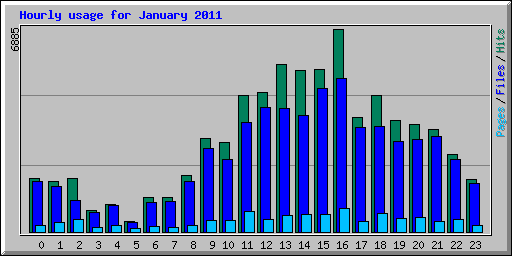 Hourly usage for January 2011
6885
Pages / Files / Hits
0 1 2 3 4 5 6 7 8 9 10 11 12 13 14 15 16 17 18 19 20 21 22 23